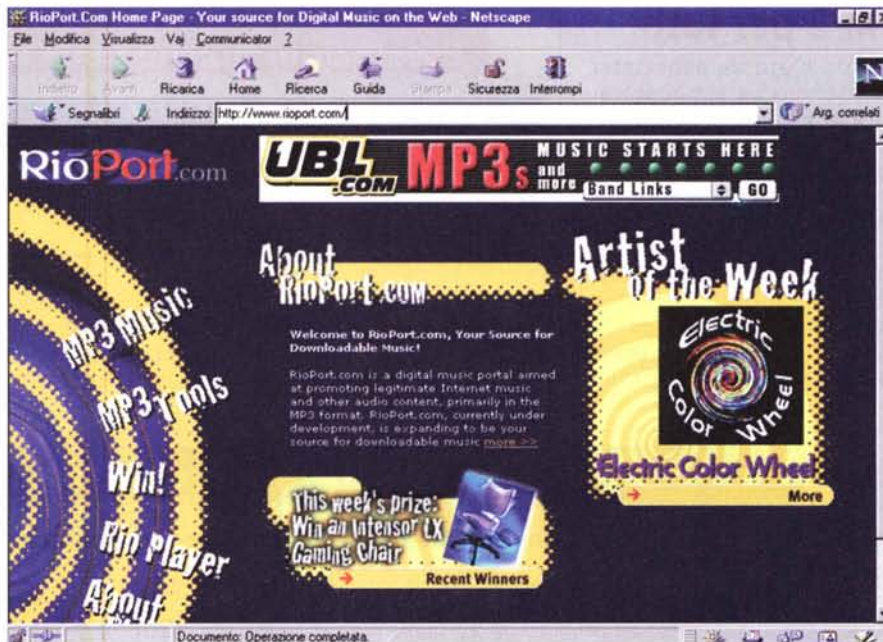 RioPort.Com Home Page - Your source for Digital Music on the Web - Netscape
File Modifica Visualizza Vai Communicator ?
Indietro Avanti Ricarica Home Ricerca Guida Stampa Sicurezza Interrompi
N
Segnalibri Indirizzo: http://www.rioport.com/ Arg. correlati
RioPort.com
UBL.COM MP3s and more MUSIC STARTS HERE
Band Links GO
About
RioPort.com
Artist
of the Week
Welcome to RioPort.com, Your Source for
Downloadable Music!
RioPort.com is a digital music portal aimed
at promoting legitimate Internet music
and other audio content, primarily in the
MP3 format. RioPort.com, currently under
development, is expanding to be your
source for downloadable music more >>
Electric
Color Wheel
Electric Color Wheel
More
MP3 Music
MP3 Tools
Win!
Rio Player
About
This week's prize:
Win an Intensor LX
Gaming Chair
Recent Winners
Documento: Operazione completata.